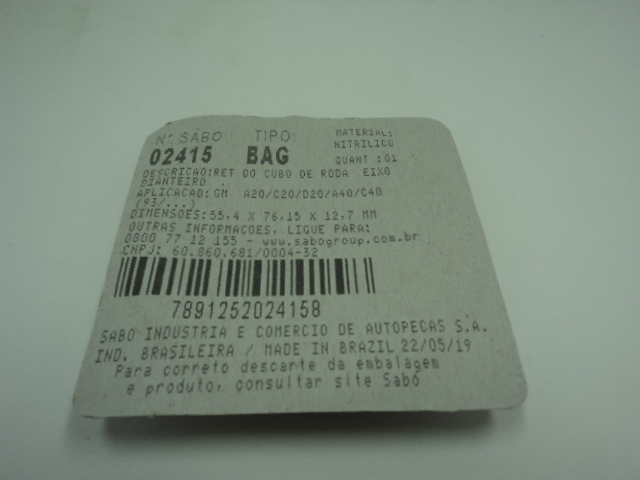 Nº SABO: TIPO: MATERIAL:
02415 BAG NITRILICO
QUANT.:01
DESCRICAO:RET DO CUBO DE RODA EIXO
DIANTEIRO .
APLICACAO:GM A20/C20/D20/A40/C40
(93/...)
DIMENSOES:55,4 X 76,15 X 12,7 MM
OUTRAS INFORMACOES, LIGUE PARA:
0800 77 12 155 - www.sabogroup.com.br
CNPJ: 60.860.681/0004-32
7891252024158
SABO INDUSTRIA E COMERCIO DE AUTOPECAS S.A.
IND. BRASILEIRA / MADE IN BRAZIL 22/05/19
Para correto descarte da embalagem
e produto, consultar site Sabó